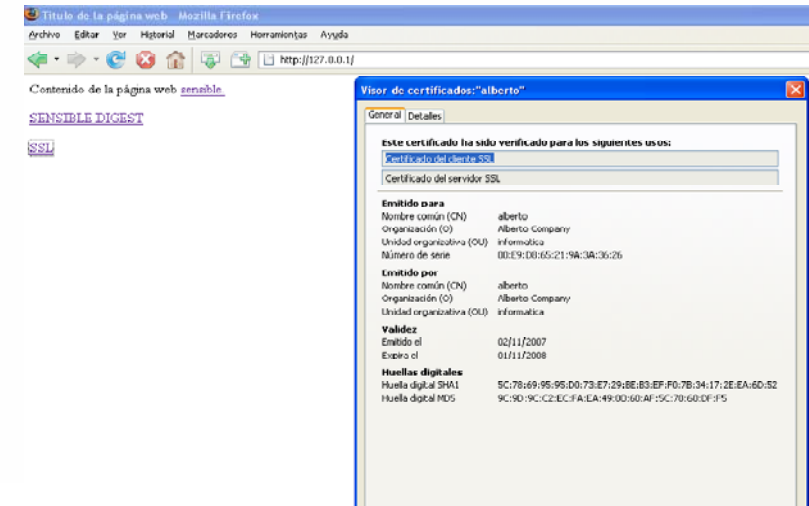 Titulo de la página web - Mozilla Firefox
Archivo Editar Ver Historial Marcadores Herramientas Ayuda
http://127.0.0.1/
Contenido de la página web sensible
SENSIBLE DIGEST
SSL
Visor de certificados:"alberto"
General Detalles
Este certificado ha sido verificado para los siguientes usos:
Certificado del cliente SSL
Certificado del servidor SSL
Emitido para
Nombre común (CN) alberto
Organización (O) Alberto Company
Unidad organizativa (OU) informatica
Número de serie 00:E9:D8:65:21:9A:3A:36:26
Emitido por
Nombre común (CN) alberto
Organización (O) Alberto Company
Unidad organizativa (OU) informatica
Validez
Emitido el 02/11/2007
Expira el 01/11/2008
Huellas digitales
Huella digital SHA1 5C:78:69:95:95:D0:73:E7:29:8E:B3:EF:F0:7B:34:17:2E:EA:6D:52
Huella digital MD5 9C:9D:9C:C2:EC:FA:EA:49:0D:60:AF:5C:70:60:DF:F5